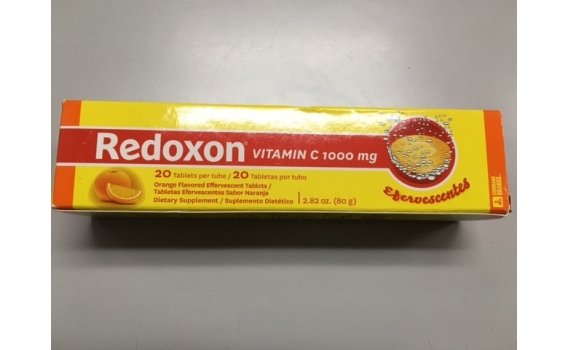 Redoxon® VITAMIN C 1000 mg
20 Tablets per tube / 20 Tabletas por tubo
Orange Flavored Effervescent Tablets /
Tabletas Efervescentes Sabor Naranja
Dietary Supplement / Suplemento Dietético
2.82 oz. (80 g)
Efervescentes